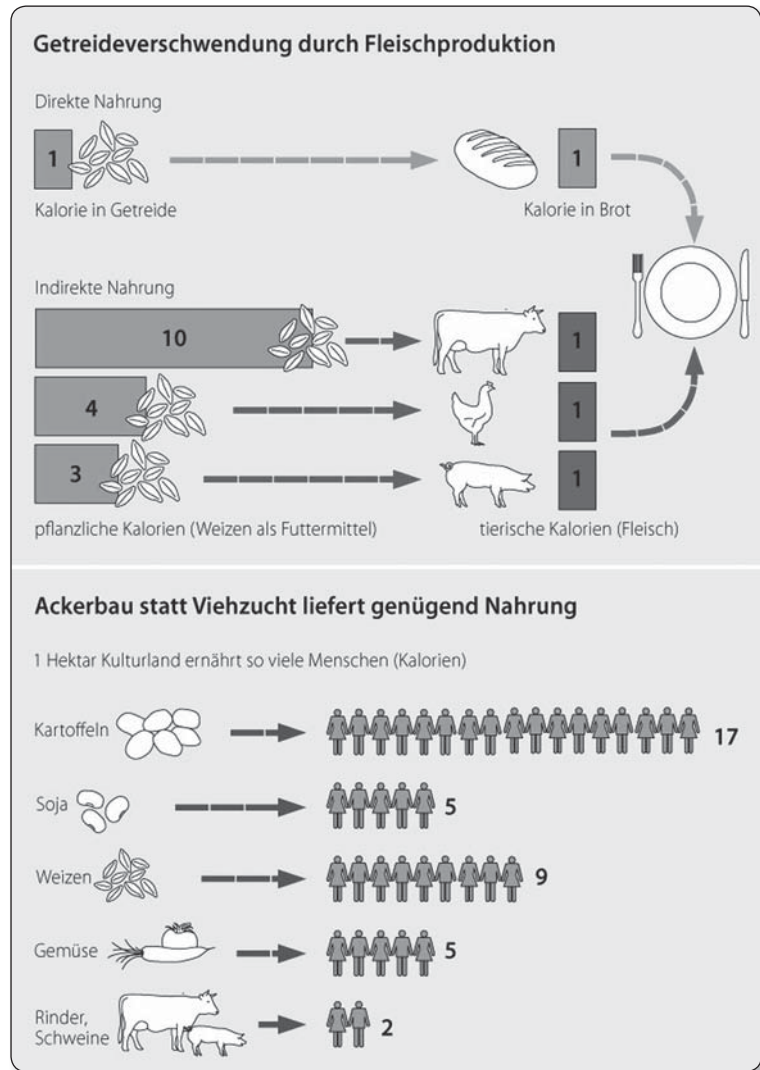 Getreideverschwendung durch Fleischproduktion
Direkte Nahrung
1
1
Kalorie in Getreide
Kalorie in Brot
Indirekte Nahrung
10
1
4
1
3
1
pflanzliche Kalorien (Weizen als Futtermittel)
tierische Kalorien (Fleisch)
Ackerbau statt Viehzucht liefert genügend Nahrung
1 Hektar Kulturland ernährt so viele Menschen (Kalorien)
Kartoffeln
17
Soja
5
Weizen
9
Gemüse
5
Rinder,
Schweine
2